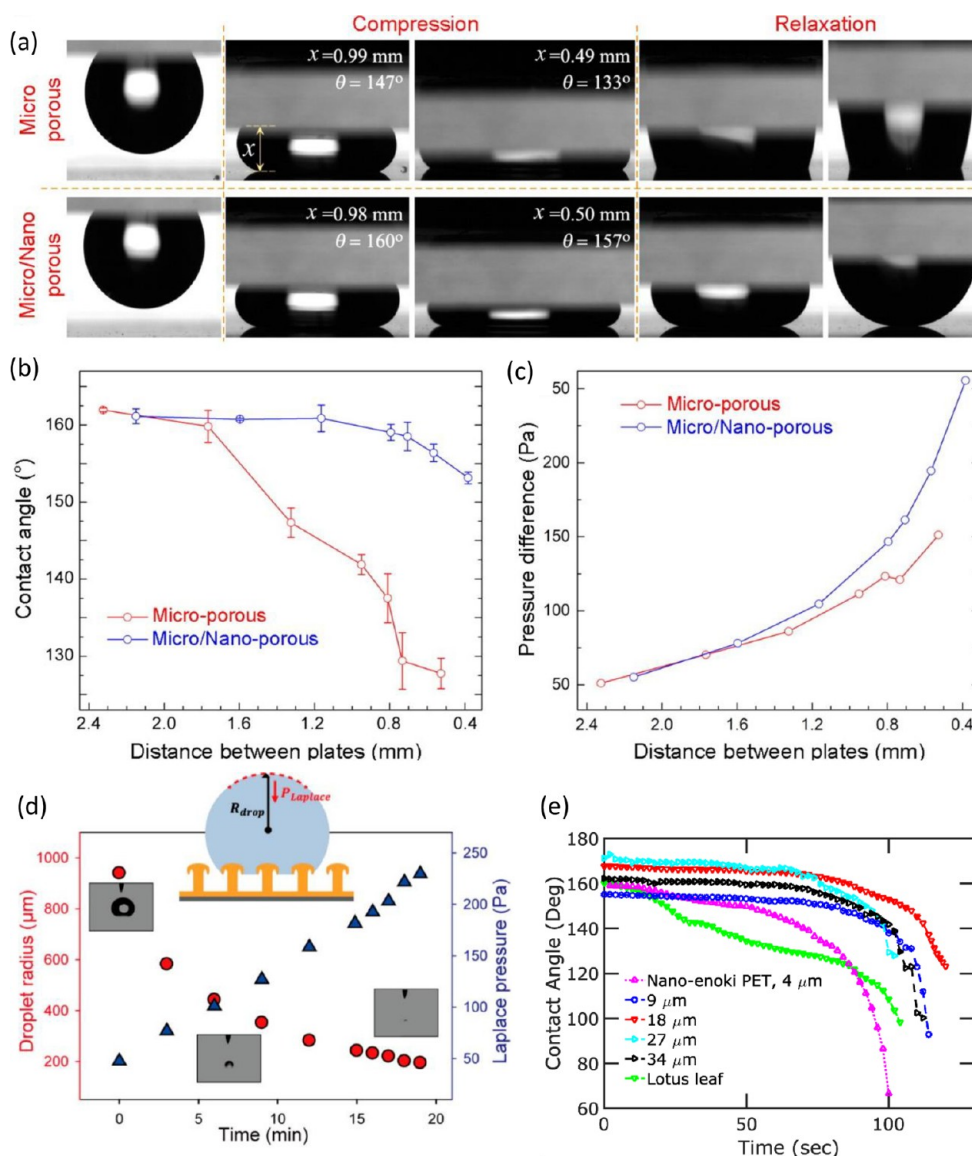 (a)
Compression
Relaxation
Micro
porous
x=0.99 mm
θ = 147°
x
x=0.49 mm
θ = 133°
Micro/Nano
porous
x=0.98 mm
θ = 160°
x=0.50 mm
θ = 157°
(b)
160
150
140
130
Contact angle (°)
Micro-porous
Micro/Nano-porous
2.4 2.0 1.6 1.2 0.8 0.4
Distance between plates (mm)
(c)
50
200
150
100
50
Pressure difference (Pa)
Micro-porous
Micro/Nano-porous
2.4 2.0 1.6 1.2 0.8 0.4
Distance between plates (mm)
(d)
P_Laplace
R_drop
1000
800
600
400
200
Droplet radius (μm)
250
200
150
100
50
Laplace pressure (Pa)
0 5 10 15 20
Time (min)
(e)
180
160
140
120
100
80
60
Contact Angle (Deg)
Nano-enoki PET, 4 μm
9 μm
18 μm
27 μm
34 μm
Lotus leaf
0 50 100
Time (sec)